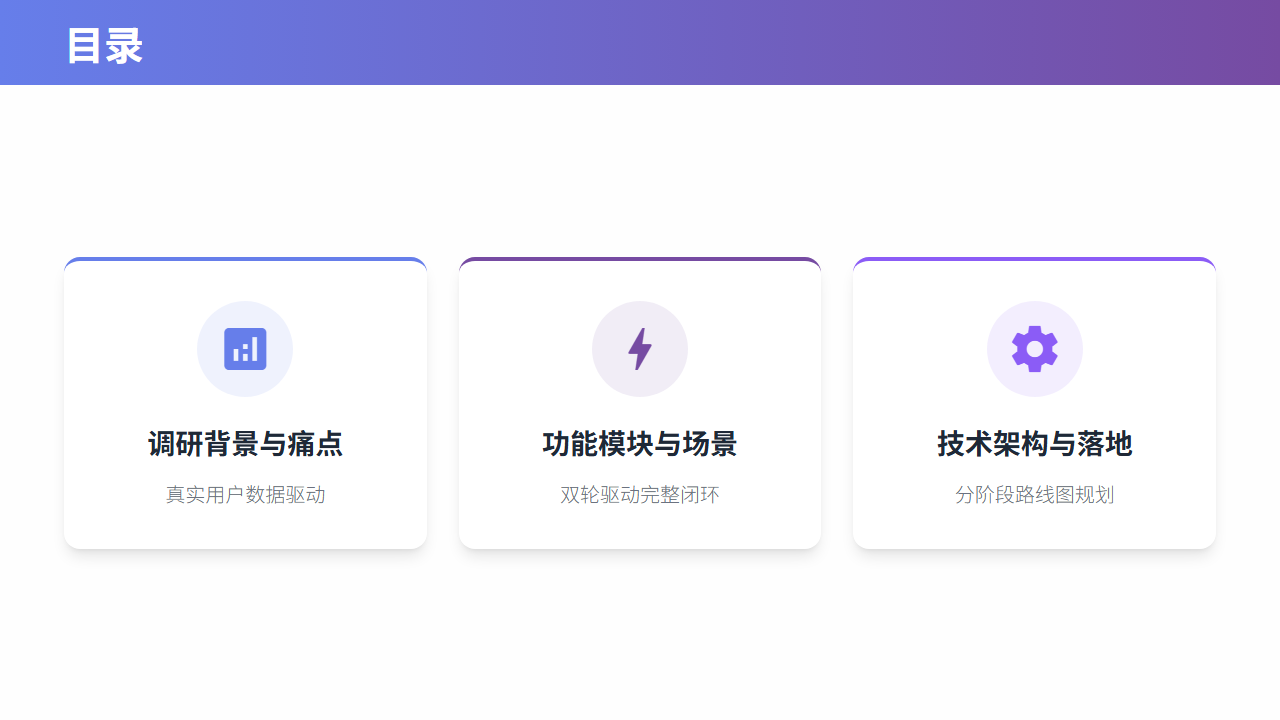 目录
调研背景与痛点
真实用户数据驱动
功能模块与场景
双轮驱动完整闭环
技术架构与落地
分阶段路线图规划